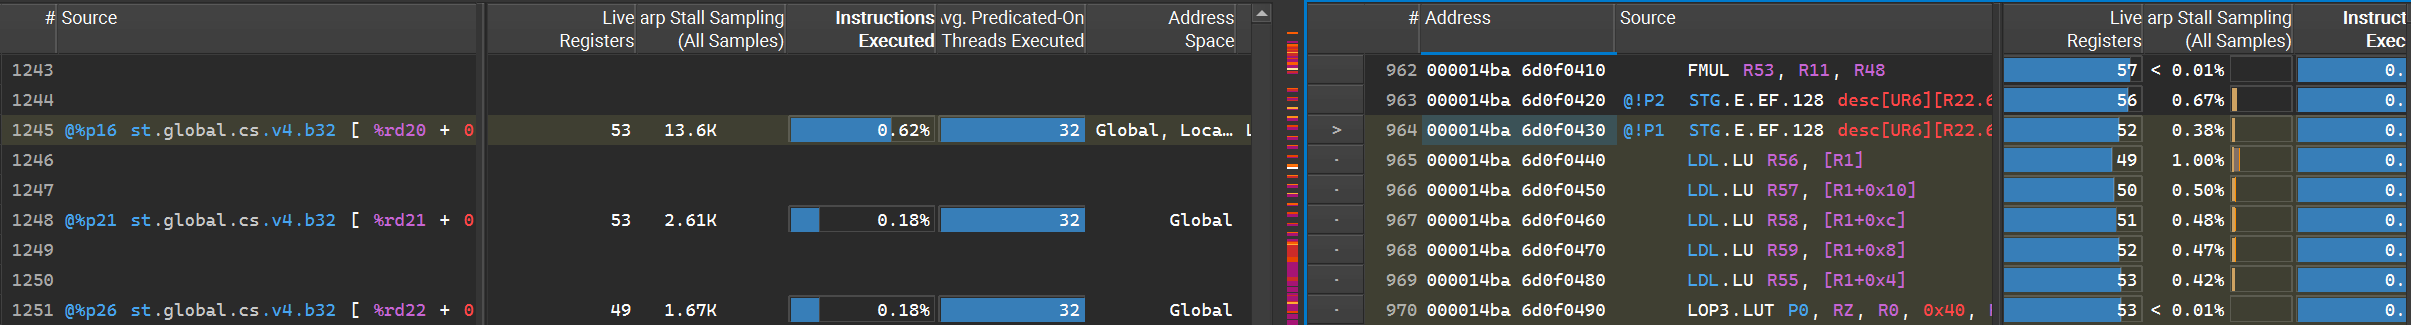 # Source Live Registers arp Stall Sampling (All Samples) Instructions Executed Avg. Predicated-On Threads Executed Address Space
1243
1244
1245 @%p16 st.global.cs.v4.b32 [ %rd20 + 0 53 13.6K 0.62% 32 Global, Loca… L
1246
1247
1248 @%p21 st.global.cs.v4.b32 [ %rd21 + 0 53 2.61K 0.18% 32 Global
1249
1250
1251 @%p26 st.global.cs.v4.b32 [ %rd22 + 0 49 1.67K 0.18% 32 Global
# Address Source Live Registers arp Stall Sampling (All Samples) Instruct Exec
962 000014ba 6d0f0410 FMUL R53, R11, R48 57 < 0.01% 0.
963 000014ba 6d0f0420 @!P2 STG.E.EF.128 desc[UR6][R22.6 56 0.67% 0.
> 964 000014ba 6d0f0430 @!P1 STG.E.EF.128 desc[UR6][R22.6 52 0.38% 0.
- 965 000014ba 6d0f0440 LDL.LU R56, [R1] 49 1.00% 0.
- 966 000014ba 6d0f0450 LDL.LU R57, [R1+0x10] 50 0.50% 0.
- 967 000014ba 6d0f0460 LDL.LU R58, [R1+0xc] 51 0.48% 0.
- 968 000014ba 6d0f0470 LDL.LU R59, [R1+0x8] 52 0.47% 0.
- 969 000014ba 6d0f0480 LDL.LU R55, [R1+0x4] 53 0.42% 0.
- 970 000014ba 6d0f0490 LOP3.LUT P0, RZ, R0, 0x40, 53 < 0.01% 0.